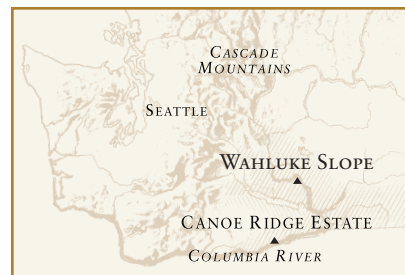 CASCADE
MOUNTAINS
SEATTLE
WAHLUKE SLOPE
CANOE RIDGE ESTATE
COLUMBIA RIVER